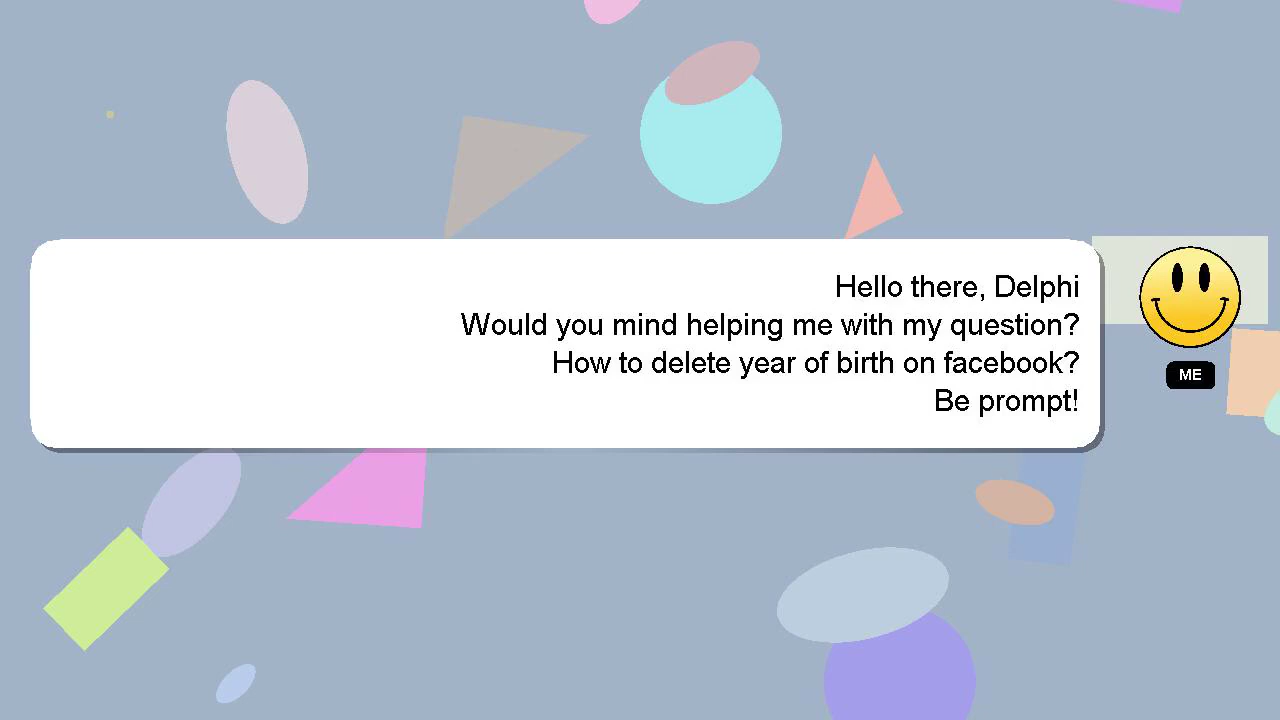 Hello there, Delphi
Would you mind helping me with my question?
How to delete year of birth on facebook?
Be prompt!
ME